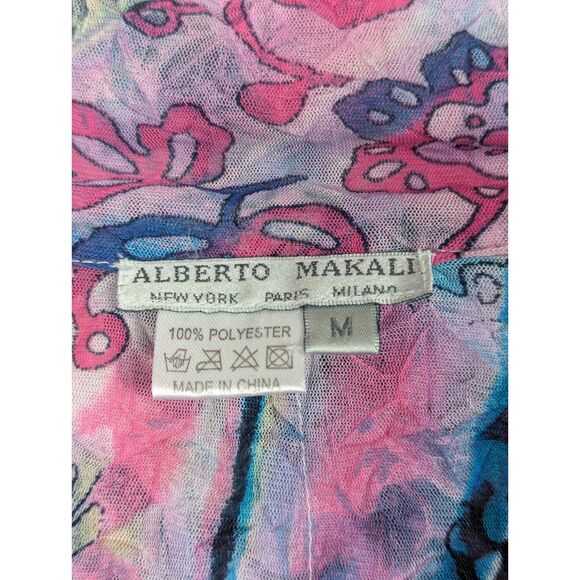 ALBERTO MAKALI
NEW YORK PARIS MILANO
100% POLYESTER
M
MADE IN CHINA